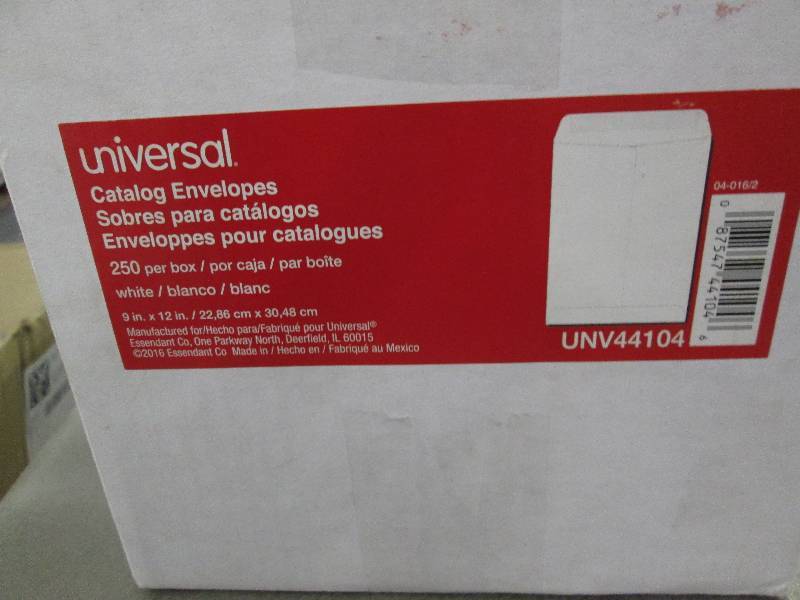 universal.
Catalog Envelopes
Sobres para catálogos
Enveloppes pour catalogues
250 per box / por caja / par boîte
white / blanco / blanc
9 in. x 12 in. / 22,86 cm x 30,48 cm
Manufactured for/Hecho para/Fabriqué pour Universal®
Essendant Co, One Parkway North, Deerfield, IL 60015
©2016 Essendant Co Made in / Hecho en / Fabriqué au Mexico
UNV44104
04-016/2
0 87547 44104 6